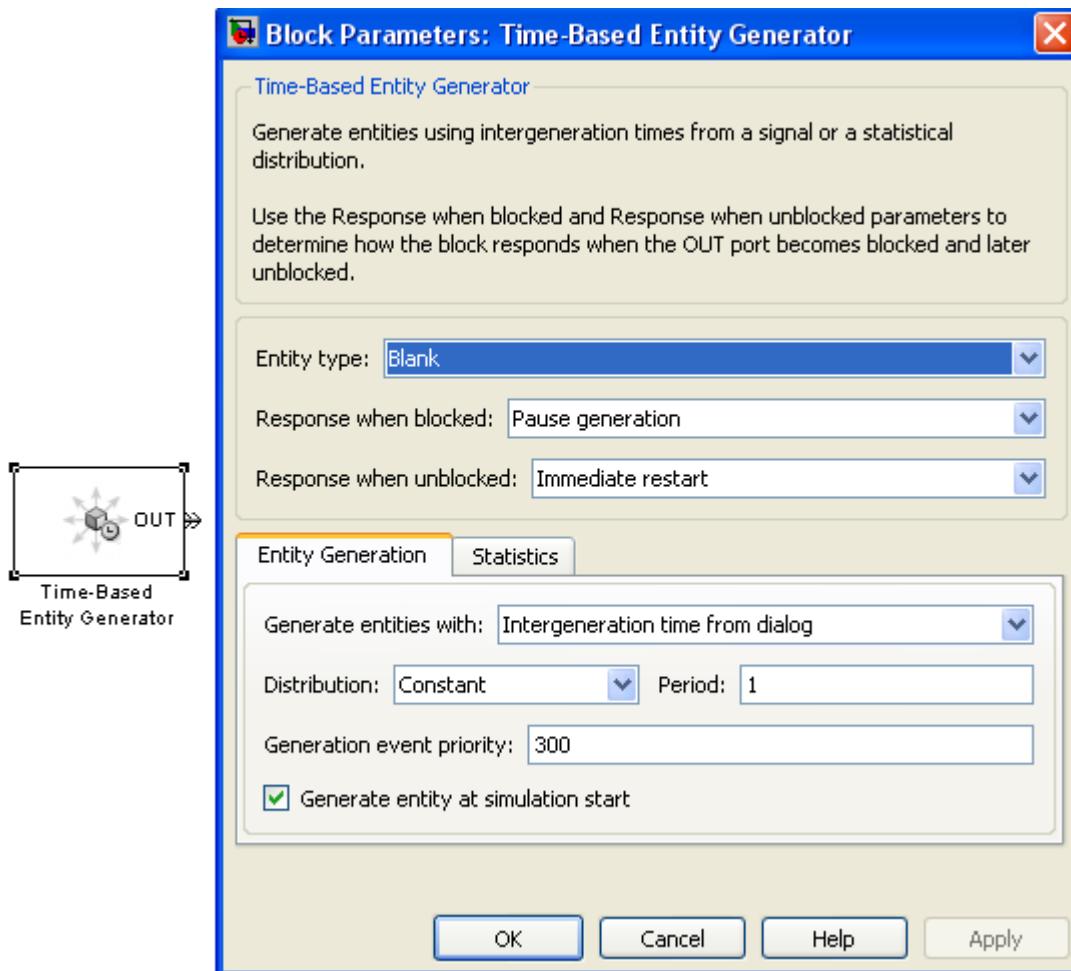 Block Parameters: Time-Based Entity Generator
Time-Based Entity Generator
Generate entities using intergeneration times from a signal or a statistical
distribution.
Use the Response when blocked and Response when unblocked parameters to
determine how the block responds when the OUT port becomes blocked and later
unblocked.
Entity type: Blank
Response when blocked: Pause generation
Response when unblocked: Immediate restart
OUT
Time-Based
Entity Generator
Entity Generation Statistics
Generate entities with: Intergeneration time from dialog
Distribution: Constant Period: 1
Generation event priority: 300
Generate entity at simulation start
OK Cancel Help Apply